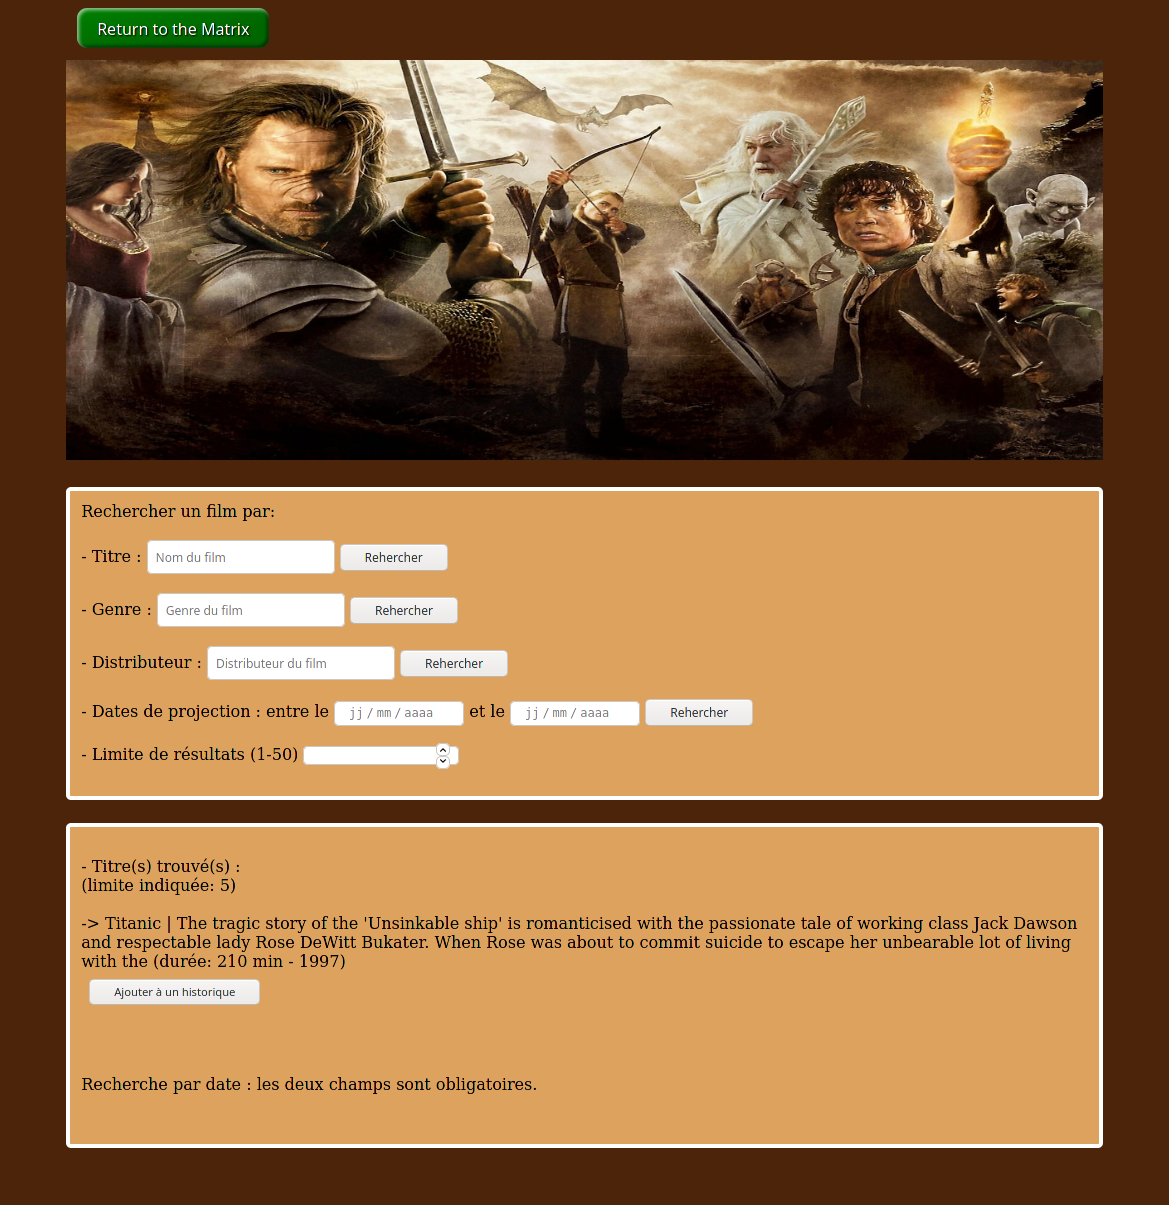 Return to the Matrix
Rechercher un film par:
- Titre : Nom du film Rehercher
- Genre : Genre du film Rehercher
- Distributeur : Distributeur du film Rehercher
- Dates de projection : entre le jj / mm / aaaa et le jj / mm / aaaa Rehercher
- Limite de résultats (1-50)
- Titre(s) trouvé(s) :
(limite indiquée: 5)
-> Titanic | The tragic story of the 'Unsinkable ship' is romanticised with the passionate tale of working class Jack Dawson
and respectable lady Rose DeWitt Bukater. When Rose was about to commit suicide to escape her unbearable lot of living
with the (durée: 210 min - 1997)
Ajouter à un historique
Recherche par date : les deux champs sont obligatoires.